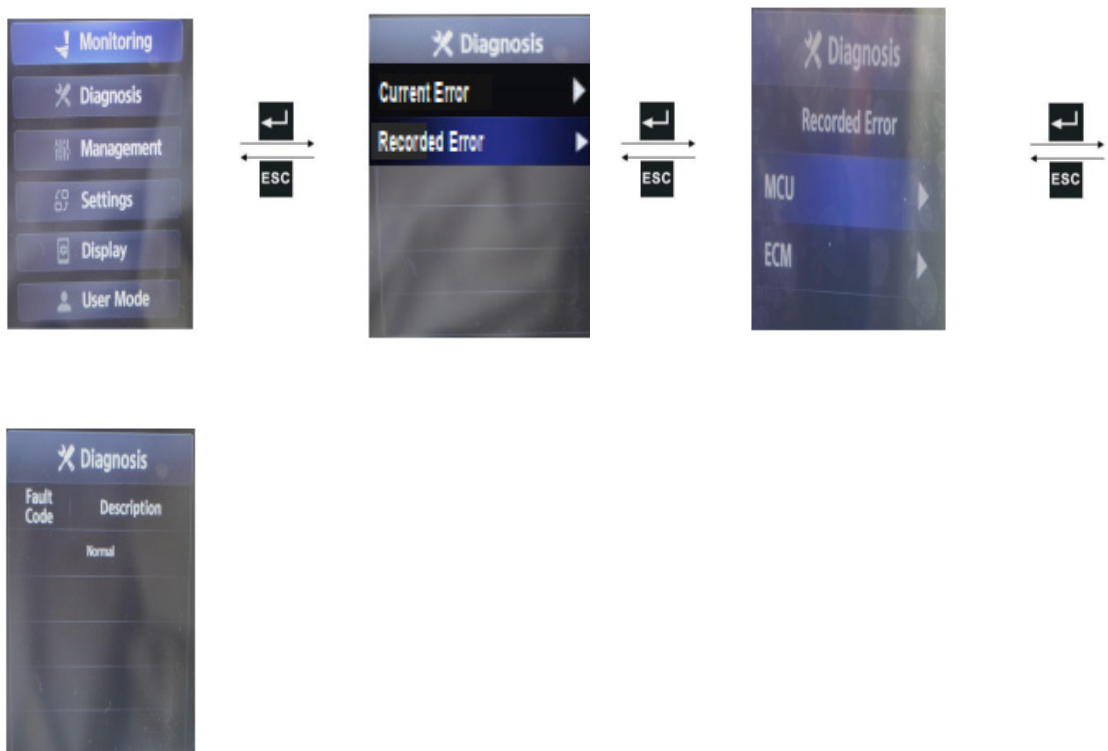 Monitoring
Diagnosis
Management
Settings
Display
User Mode
ESC
Diagnosis
Current Error
Recorded Error
ESC
Diagnosis
Recorded Error
MCU
ECM
ESC
Diagnosis
Fault
Code
Description
Normal